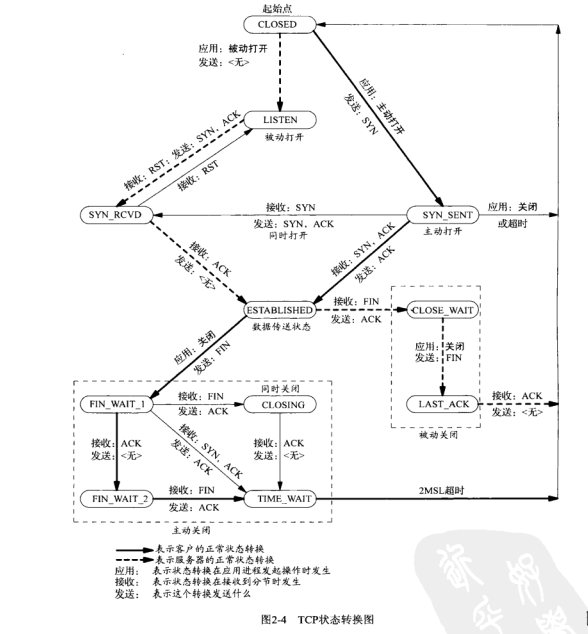 起始点
CLOSED
应用：被动打开
发送：<无>
应用：主动打开
发送：SYN
LISTEN
被动打开
接收：RST；发送：SYN，ACK
接收：RST
SYN_RCVD
接收：SYN
发送：SYN，ACK
同时打开
SYN_SENT
主动打开
应用：关闭
或超时
接收：ACK
发送：<无>
接收：SYN，ACK
发送：ACK
ESTABLISHED
数据传送状态
接收：FIN
发送：ACK
CLOSE_WAIT
应用：关闭
发送：FIN
应用：关闭
发送：FIN
LAST_ACK
被动关闭
接收：ACK
发送：<无>
同时关闭
FIN_WAIT_1
接收：FIN
发送：ACK
CLOSING
接收：ACK
发送：<无>
接收：SYN，ACK
发送：ACK
接收：ACK
发送：<无>
FIN_WAIT_2
接收：FIN
发送：ACK
TIME_WAIT
2MSL超时
主动关闭
表示客户的正常状态转换
表示服务器的正常状态转换
应用： 表示状态转换在应用进程发起操作时发生
接收： 表示状态转换在接收到分节时发生
发送： 表示这个转换发送什么
图2-4 TCP状态转换图